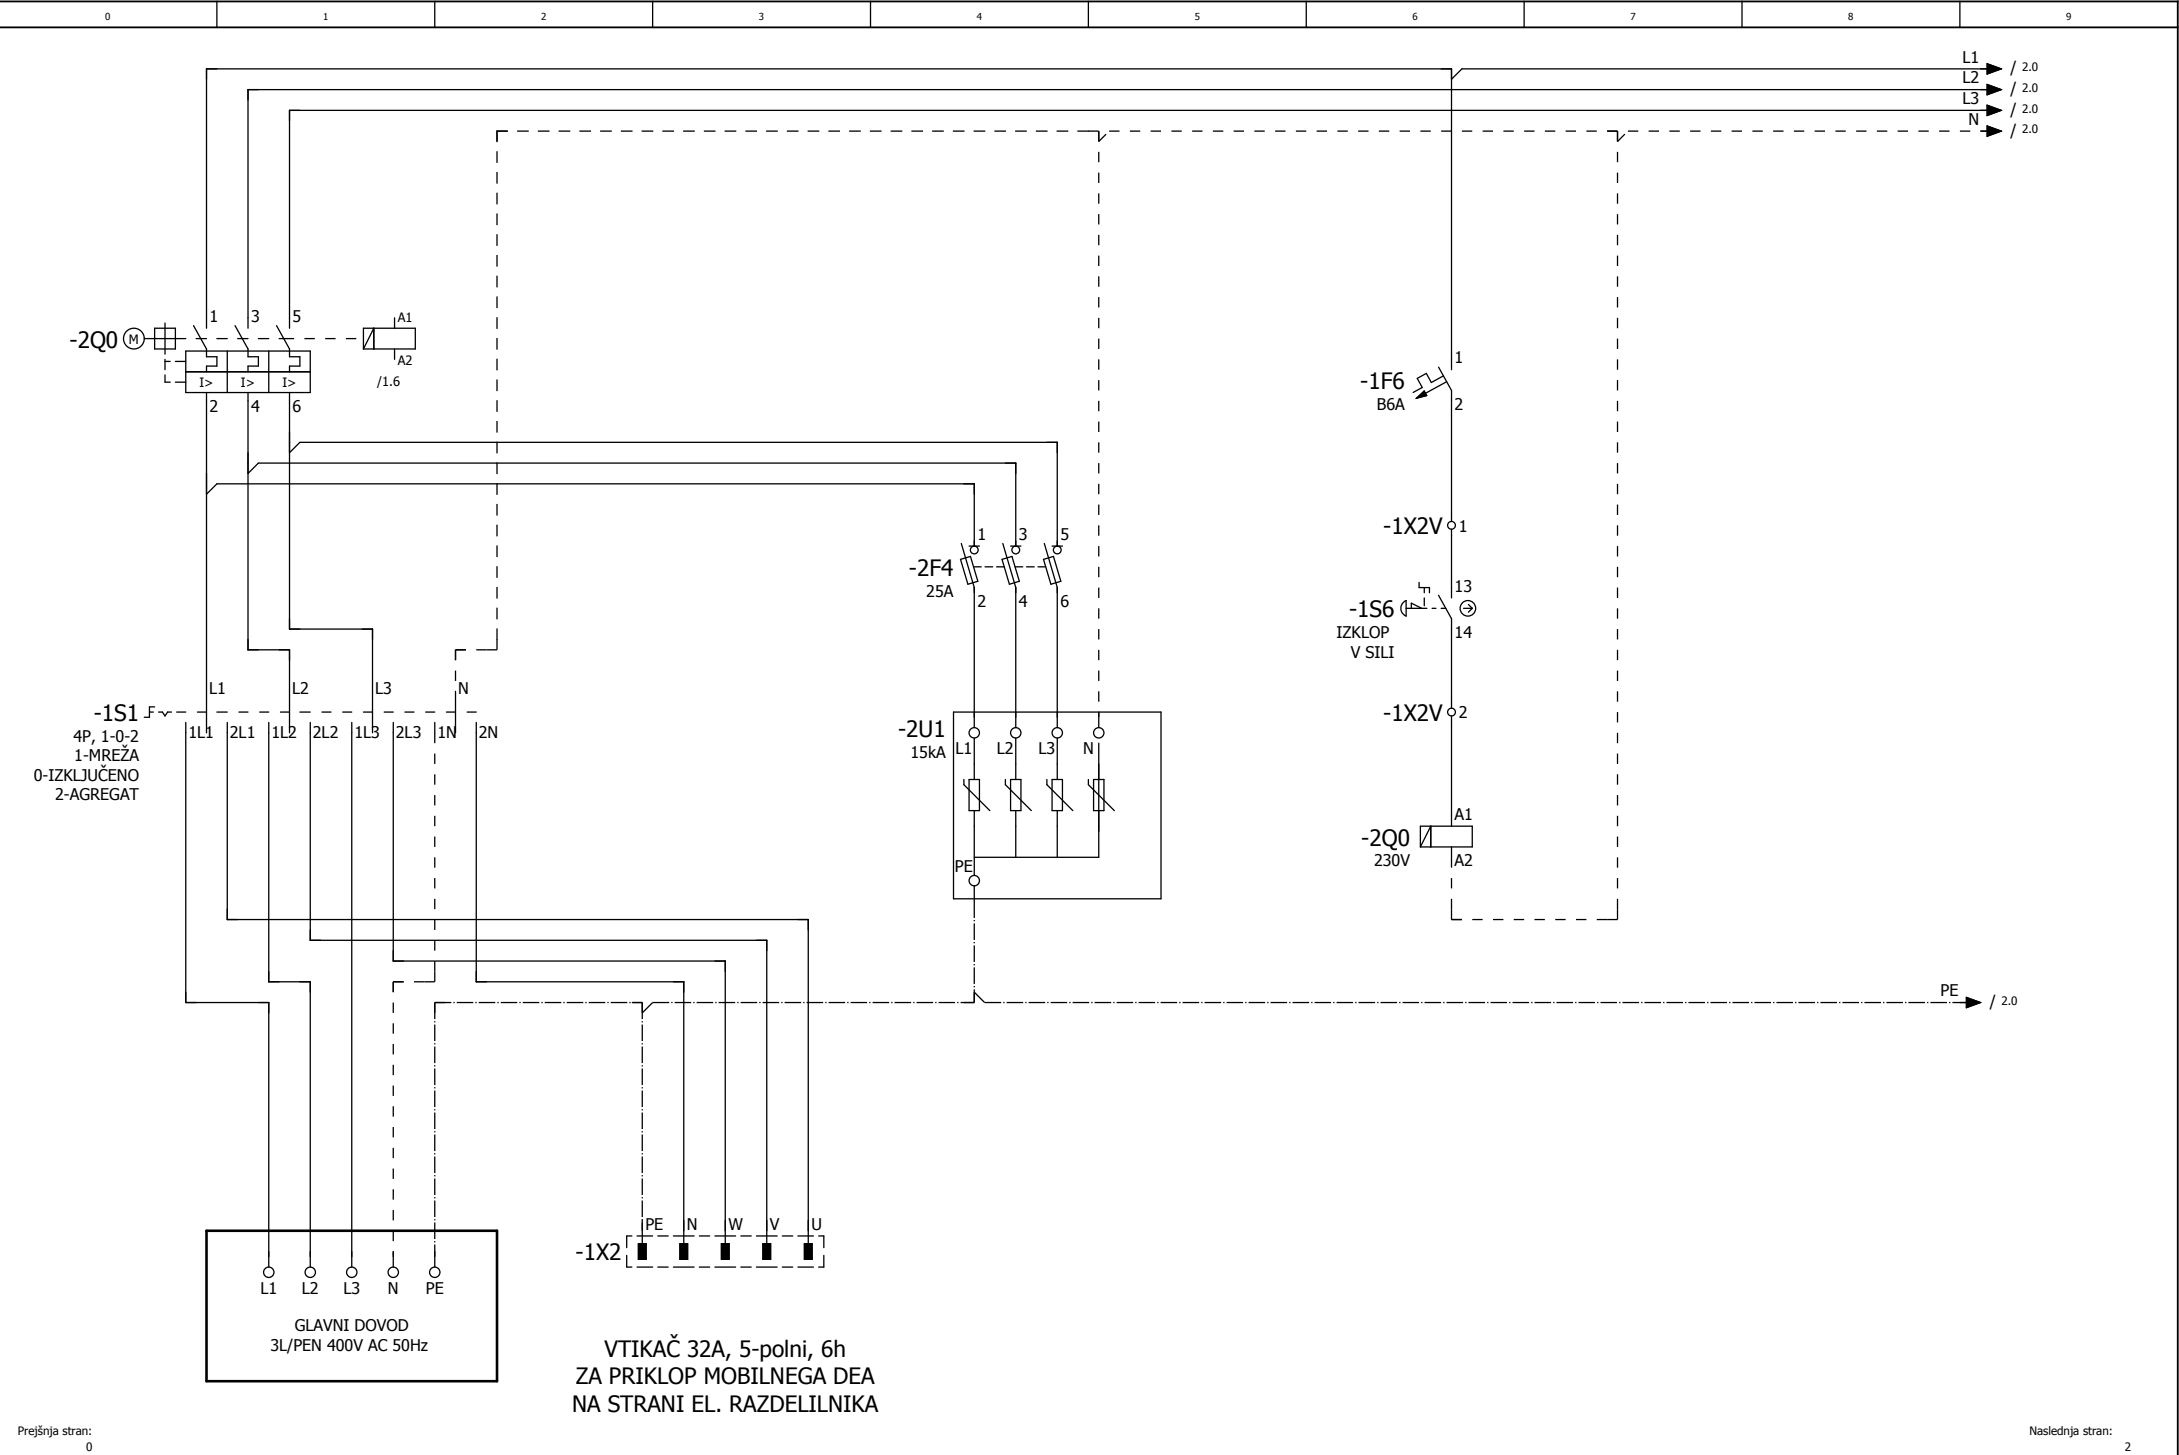 0 1 2 3 4 5 6 7 8 9
L1 / 2.0
L2 / 2.0
L3 / 2.0
N / 2.0
-2Q0 M 1 3 5 A1
I> I> I> A2
/1.6
2 4 6
-1F6 1
B6A 2
-1X2V 1
-2F4 1 3 5
25A 2 4 6
-1S6 13
IZKLOP 14
V SILI
L1 L2 L3 N
-1S1
1L1 2L1 1L2 2L2 1L3 2L3 1N 2N
4P, 1-0-2
1-MREŽA
0-IZKLJUČENO
2-AGREGAT
-1X2V 2
-2U1
15kA
L1 L2 L3 N
PE
-2Q0 A1
230V A2
PE / 2.0
-1X2 PE N W V U
L1 L2 L3 N PE
GLAVNI DOVOD
3L/PEN 400V AC 50Hz
VTIKAČ 32A, 5-polni, 6h
ZA PRIKLOP MOBILNEGA DEA
NA STRANI EL. RAZDELILNIKA
Prejšnja stran:
0
Naslednja stran:
2